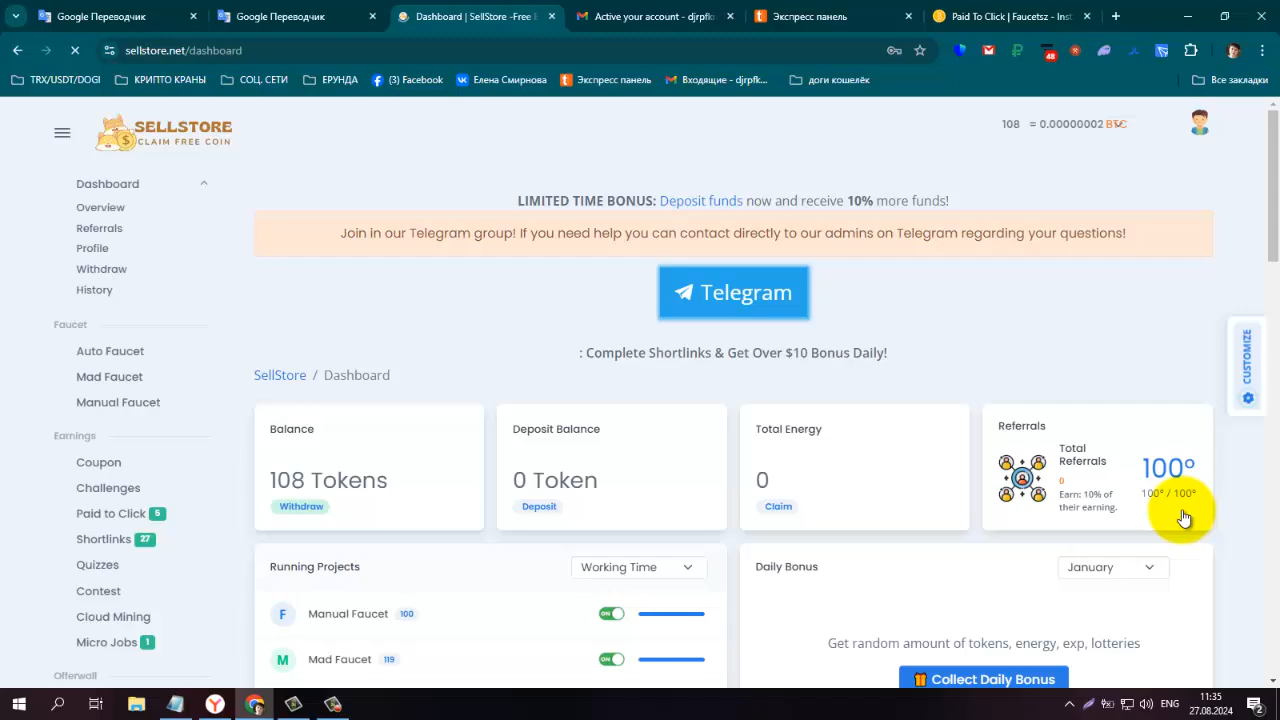 Google Переводчик
Google Переводчик
Dashboard | SellStore -Free
Active your account - djrpfk
Экспресс панель
Paid To Click | Faucetsz - Inst
sellstore.net/dashboard
48
TRX/USDT/DOGI
КРИПТО КРАНЫ
СОЦ. СЕТИ
ЕРУНДА
(3) Facebook
Елена Смирнова
Экспресс панель
Входящие - djrpfk...
доги кошелёк
Все закладки
SELLSTORE
CLAIM FREE COIN
108 = 0.00000002 BTC
Dashboard
Overview
Referrals
Profile
Withdraw
History
Faucet
Auto Faucet
Mad Faucet
Manual Faucet
Earnings
Coupon
Challenges
Paid to Click 5
Shortlinks 27
Quizzes
Contest
Cloud Mining
Micro Jobs 1
Offerwall
LIMITED TIME BONUS: Deposit funds now and receive 10% more funds!
Join in our Telegram group! If you need help you can contact directly to our admins on Telegram regarding your questions!
Telegram
: Complete Shortlinks & Get Over $10 Bonus Daily!
SellStore / Dashboard
CUSTOMIZE
Balance
108 Tokens
Withdraw
Deposit Balance
0 Token
Deposit
Total Energy
0
Claim
Referrals
Total
Referrals
0
Earn: 10% of
their earning.
100°
100° / 100°
Running Projects
Working Time
F Manual Faucet 100 ON
M Mad Faucet 119 ON
Daily Bonus
January
Get random amount of tokens, energy, exp, lotteries
Collect Daily Bonus
ENG
11:35
27.08.2024
2